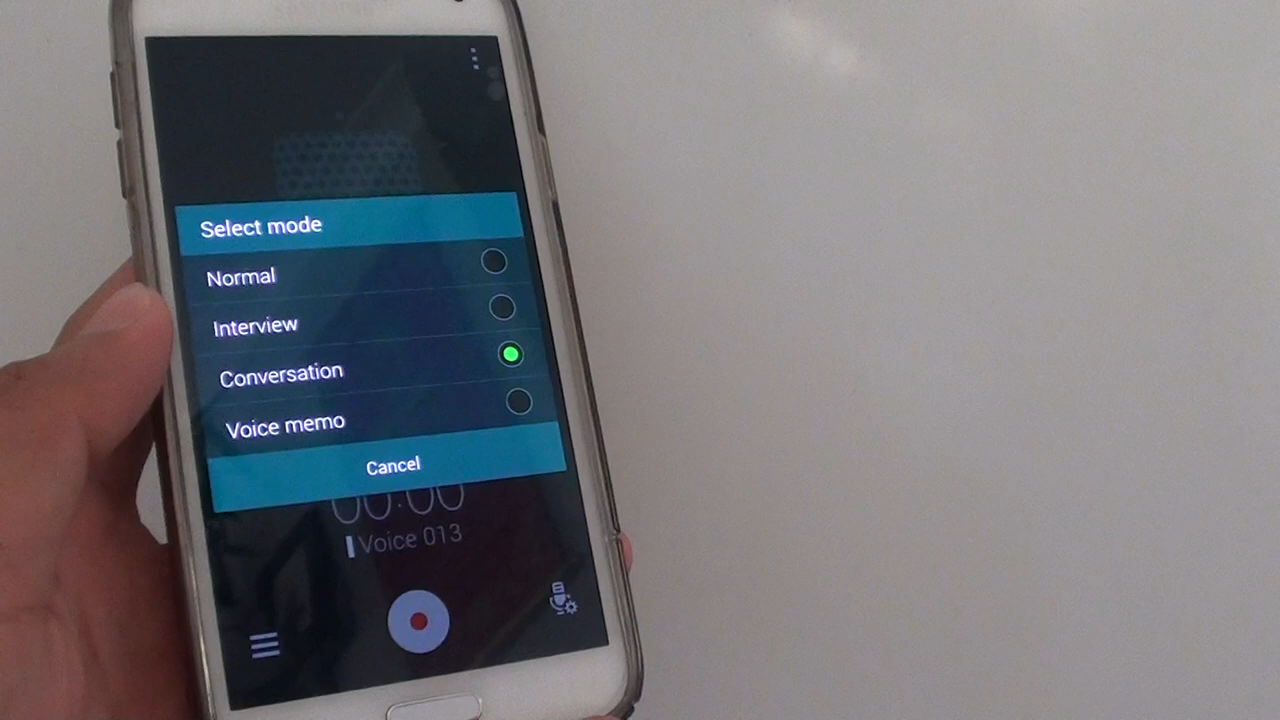 Select mode
Normal
Interview
Conversation
Voice memo
Cancel
00:00
Voice 013